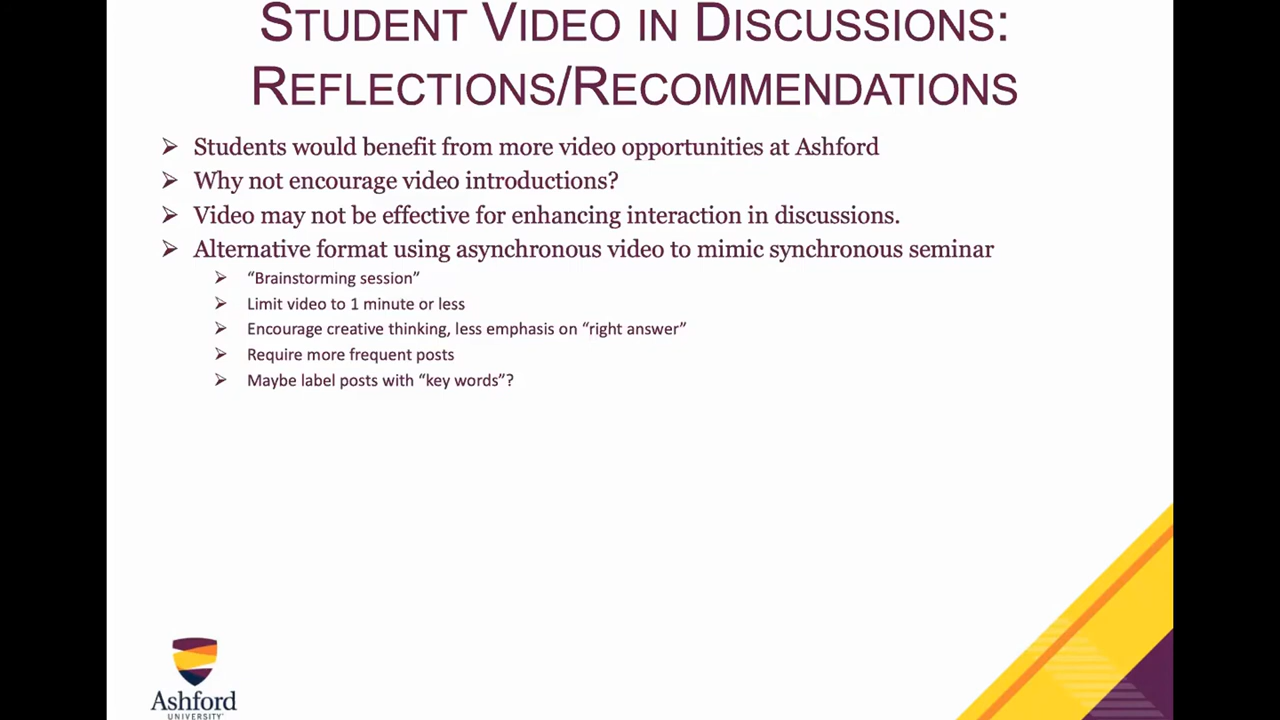 STUDENT VIDEO IN DISCUSSIONS:
REFLECTIONS/RECOMMENDATIONS
Students would benefit from more video opportunities at Ashford
Why not encourage video introductions?
Video may not be effective for enhancing interaction in discussions.
Alternative format using asynchronous video to mimic synchronous seminar
“Brainstorming session”
Limit video to 1 minute or less
Encourage creative thinking, less emphasis on “right answer”
Require more frequent posts
Maybe label posts with “key words”?
Ashford
UNIVERSITY